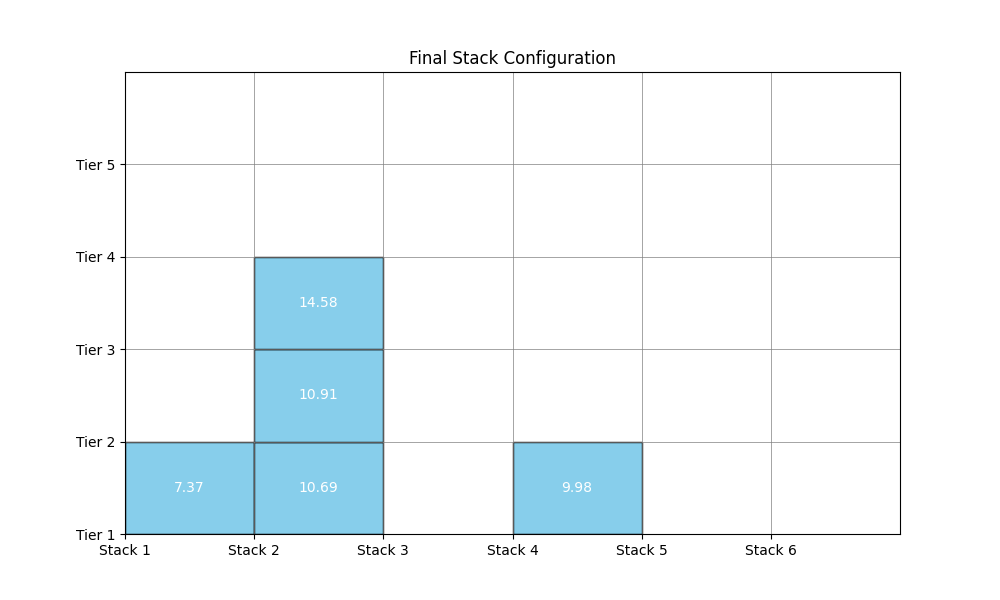 Final Stack Configuration
Tier 5
Tier 4
14.58
Tier 3
10.91
Tier 2
7.37 10.69 9.98
Tier 1
Stack 1 Stack 2 Stack 3 Stack 4 Stack 5 Stack 6